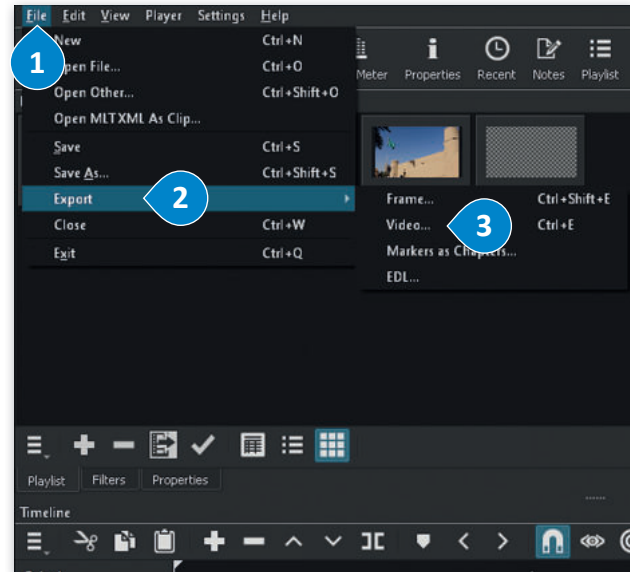 File Edit View Player Settings Help
1
New Ctrl+N
Open File... Ctrl+O
Meter Properties Recent Notes Playlist
Open Other... Ctrl+Shift+O
Open MLT XML As Clip...
Save Ctrl+S
Save As... Ctrl+Shift+S
Export
2
Frame... Ctrl+Shift+E
Close Ctrl+W
Video... Ctrl+E
3
Exit Ctrl+Q
Markers as Chapters...
EDL...
Playlist Filters Properties
Timeline